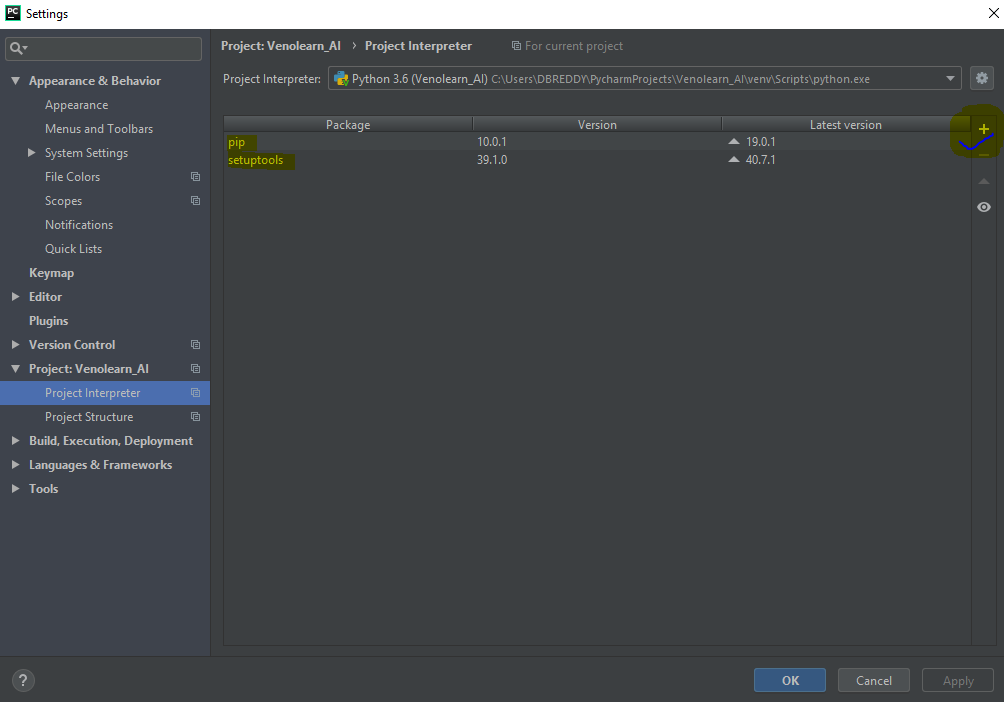 PC Settings
Project: Venolearn_AI › Project Interpreter For current project
Project Interpreter: Python 3.6 (Venolearn_AI) C:\Users\DBREDDY\PycharmProjects\Venolearn_AI\venv\Scripts\python.exe
Appearance & Behavior
Appearance
Menus and Toolbars
System Settings
File Colors
Scopes
Notifications
Quick Lists
Keymap
Editor
Plugins
Version Control
Project: Venolearn_AI
Project Interpreter
Project Structure
Build, Execution, Deployment
Languages & Frameworks
Tools
Package Version Latest version
pip 10.0.1 19.0.1
setuptools 39.1.0 40.7.1
? OK Cancel Apply